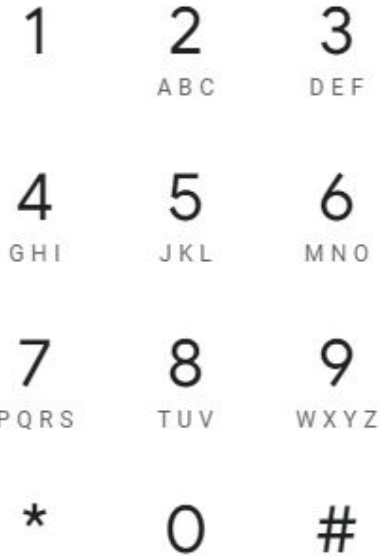 1 2 3
ABC DEF
4 5 6
GHI JKL MNO
7 8 9
PQRS TUV WXYZ
* 0 #